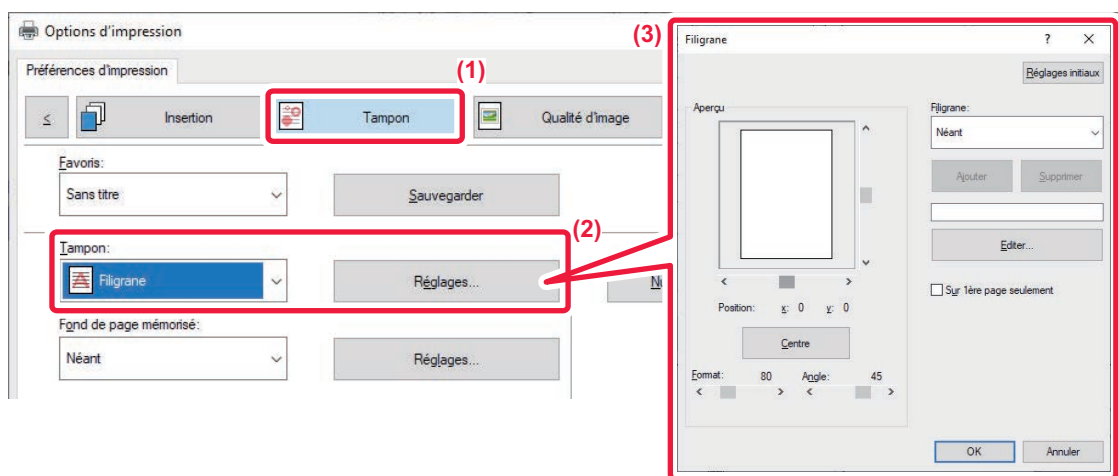 Options d'impression
Préférences d'impression
(1)
<
Insertion
Tampon
Qualité d'image
Favoris:
Sans titre
Sauvegarder
(2)
Tampon:
Filigrane
Réglages...
Fond de page mémorisé:
Néant
Réglages...
(3)
Filigrane
?
X
Réglages initiaux
Aperçu
Filigrane:
Néant
Ajouter
Supprimer
Editer...
Sur 1ère page seulement
Position: x: 0 y: 0
Centre
Format: 80 Angle: 45
OK
Annuler